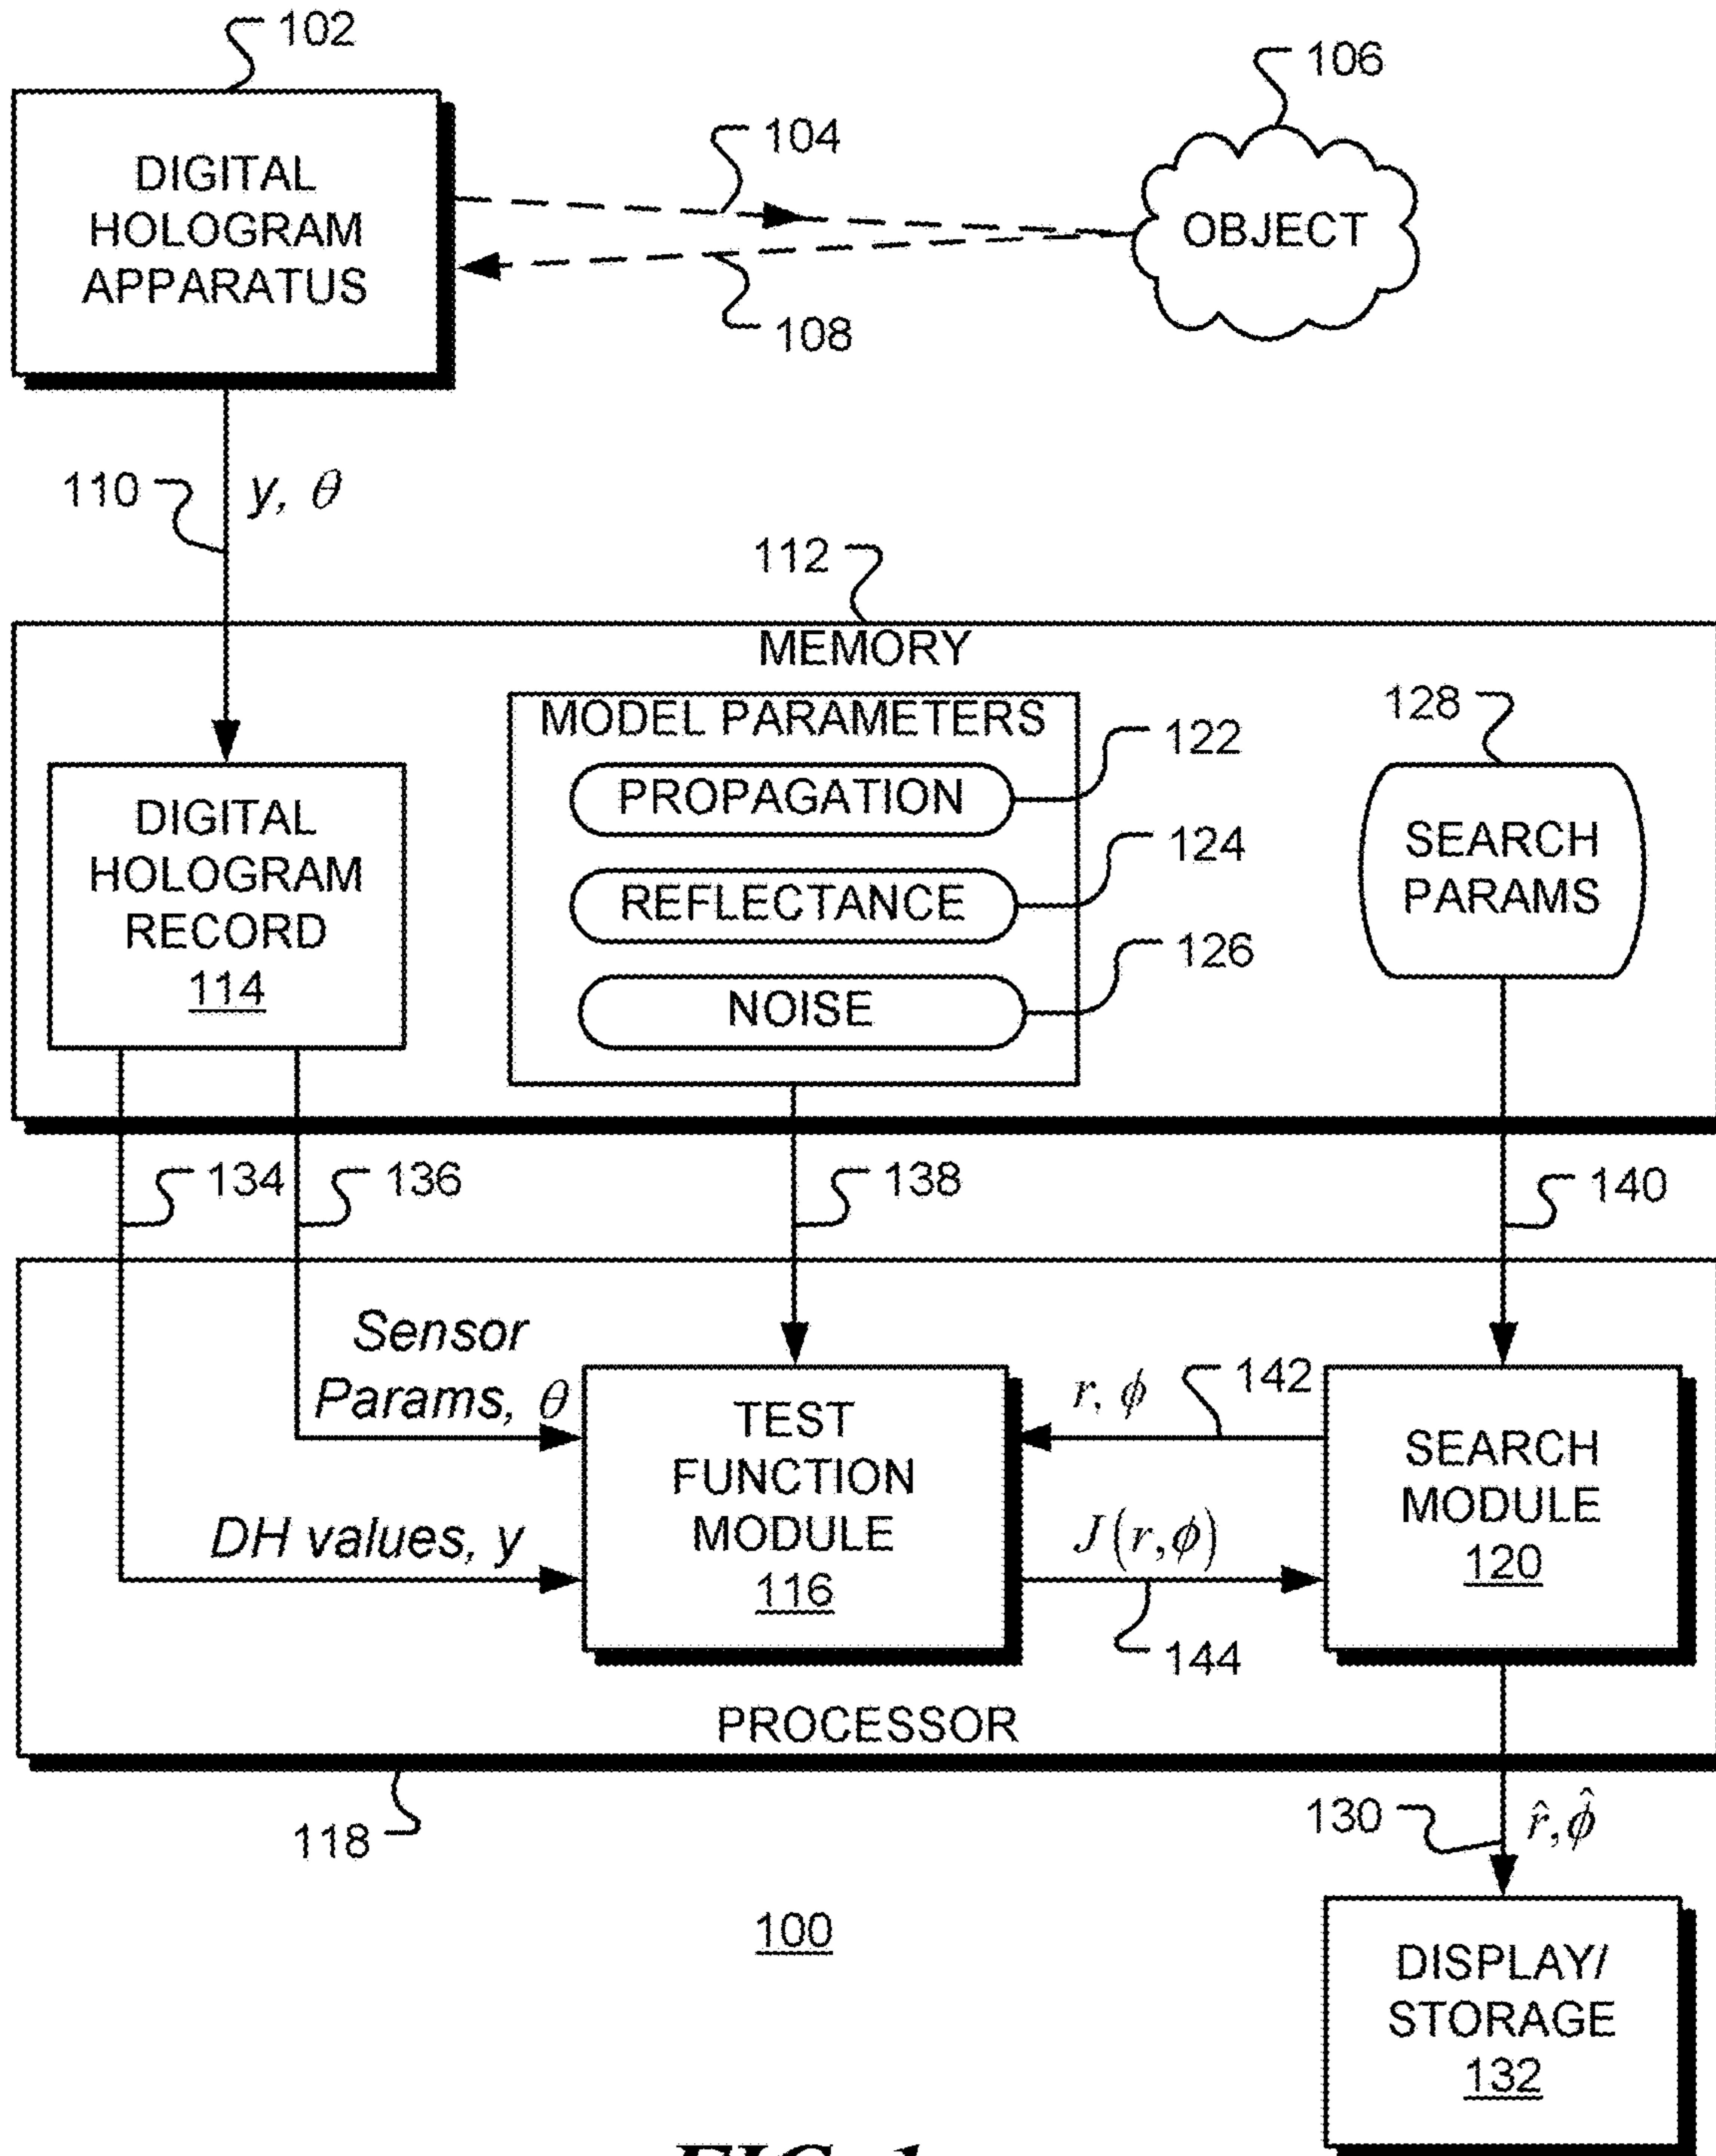 102
106
104
DIGITAL
HOLOGRAM
APPARATUS
OBJECT
108
110
y, θ
112
MEMORY
MODEL PARAMETERS
128
122
PROPAGATION
DIGITAL
HOLOGRAM
RECORD
114
124
REFLECTANCE
SEARCH
PARAMS
126
NOISE
134
136
138
140
Sensor
Params, θ
r, ϕ
142
TEST
FUNCTION
MODULE
116
SEARCH
MODULE
120
DH values, y
J(r,ϕ)
144
PROCESSOR
118
130
r̂,ϕ̂
100
DISPLAY/
STORAGE
132